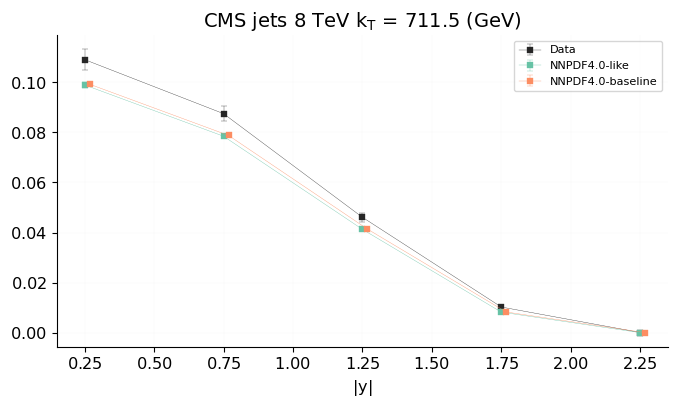 CMS jets 8 TeV k_T = 711.5 (GeV)
Data
NNPDF4.0-like
NNPDF4.0-baseline
0.10
0.08
0.06
0.04
0.02
0.00
0.25 0.50 0.75 1.00 1.25 1.50 1.75 2.00 2.25
|y|